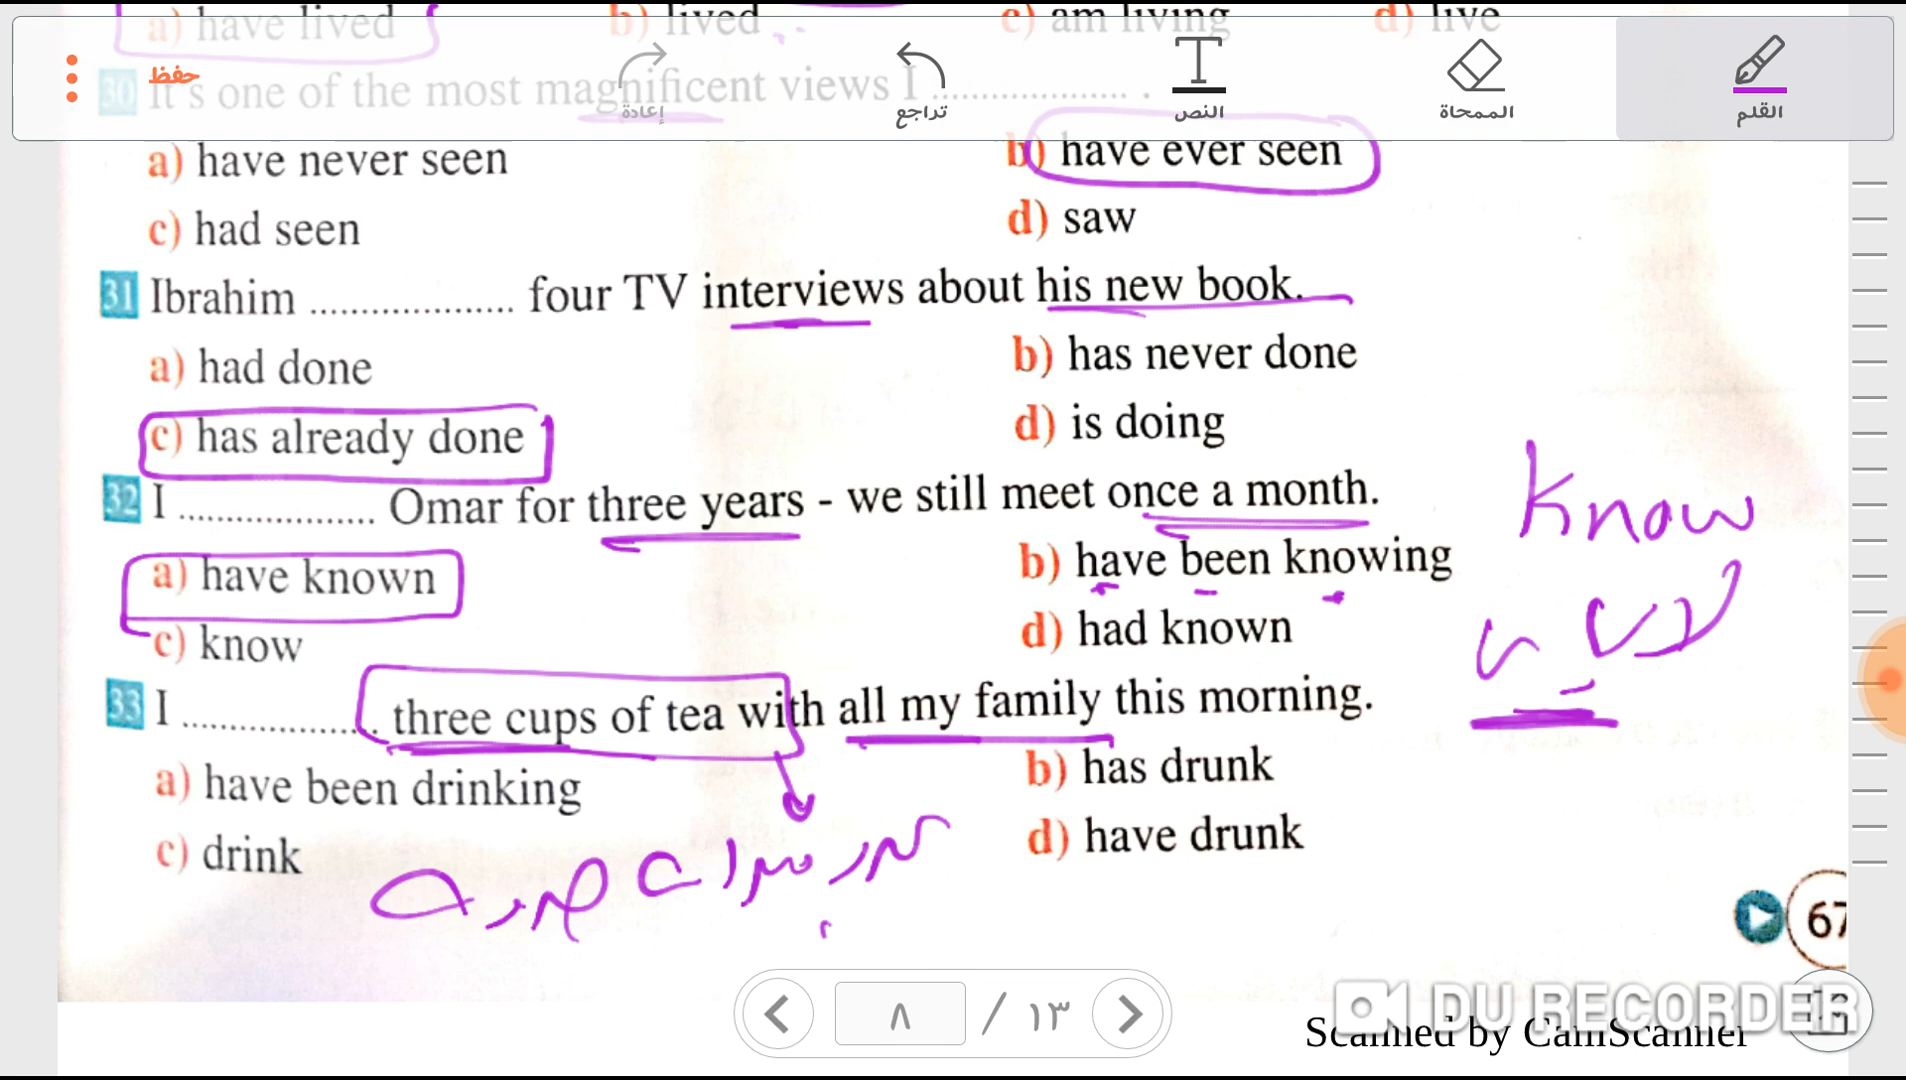 a) have lived b) lived c) am living d) live
حفظ إعادة تراجع النص الممحاة القلم
30 It's one of the most magnificent views I .................... .
a) have never seen b) have ever seen
c) had seen d) saw
31 Ibrahim .................... four TV interviews about his new book.
a) had done b) has never done
c) has already done d) is doing
32 I .................... Omar for three years - we still meet once a month.
know
a) have known b) have been knowing
c) know d) had known
33 I .................... three cups of tea with all my family this morning.
a) have been drinking b) has drunk
c) drink d) have drunk
67
٨ / ١٣
DU RECORDER
Scanned by CamScanner